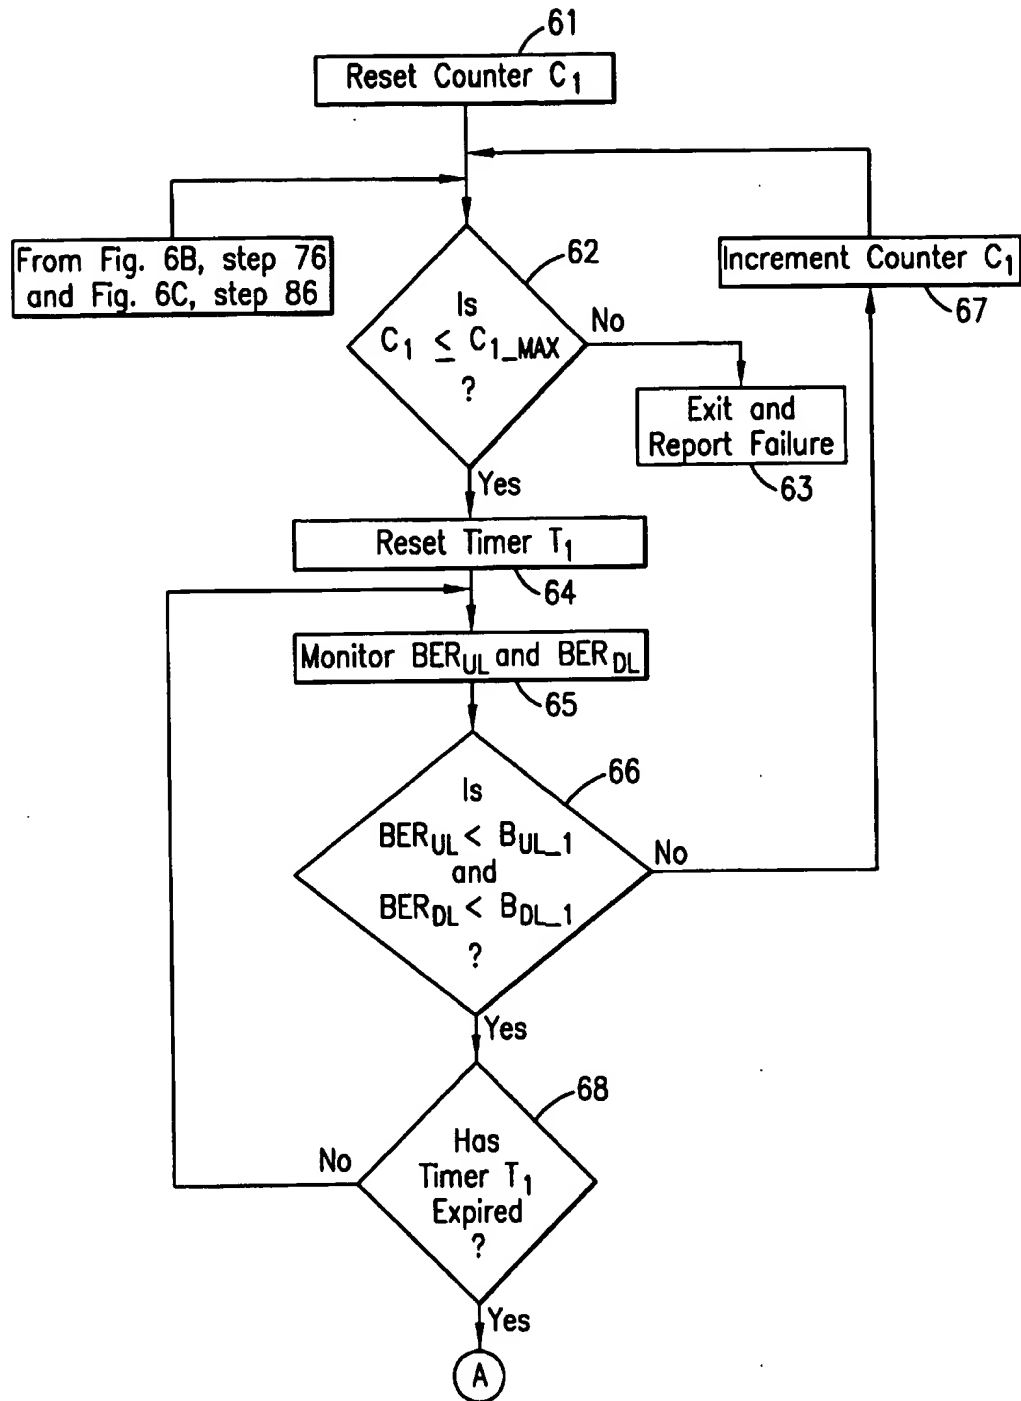 61
Reset Counter C1
From Fig. 6B, step 76
and Fig. 6C, step 86
62
Is
C1 ≤ C1_MAX
?
No
Increment Counter C1
67
Exit and
Report Failure
63
Yes
Reset Timer T1
64
Monitor BERUL and BERDL
65
66
Is
BERUL < BUL_1
and
BERDL < BDL_1
?
No
Yes
68
Has
Timer T1
Expired
?
No
Yes
A